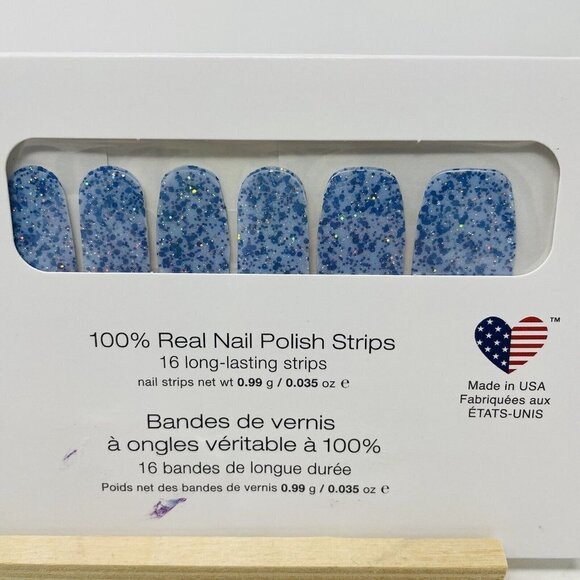 100% Real Nail Polish Strips
16 long-lasting strips
nail strips net wt 0.99 g / 0.035 oz ℮
™
Made in USA
Fabriquées aux
ÉTATS-UNIS
Bandes de vernis
à ongles véritable à 100%
16 bandes de longue durée
Poids net des bandes de vernis 0.99 g / 0.035 oz ℮